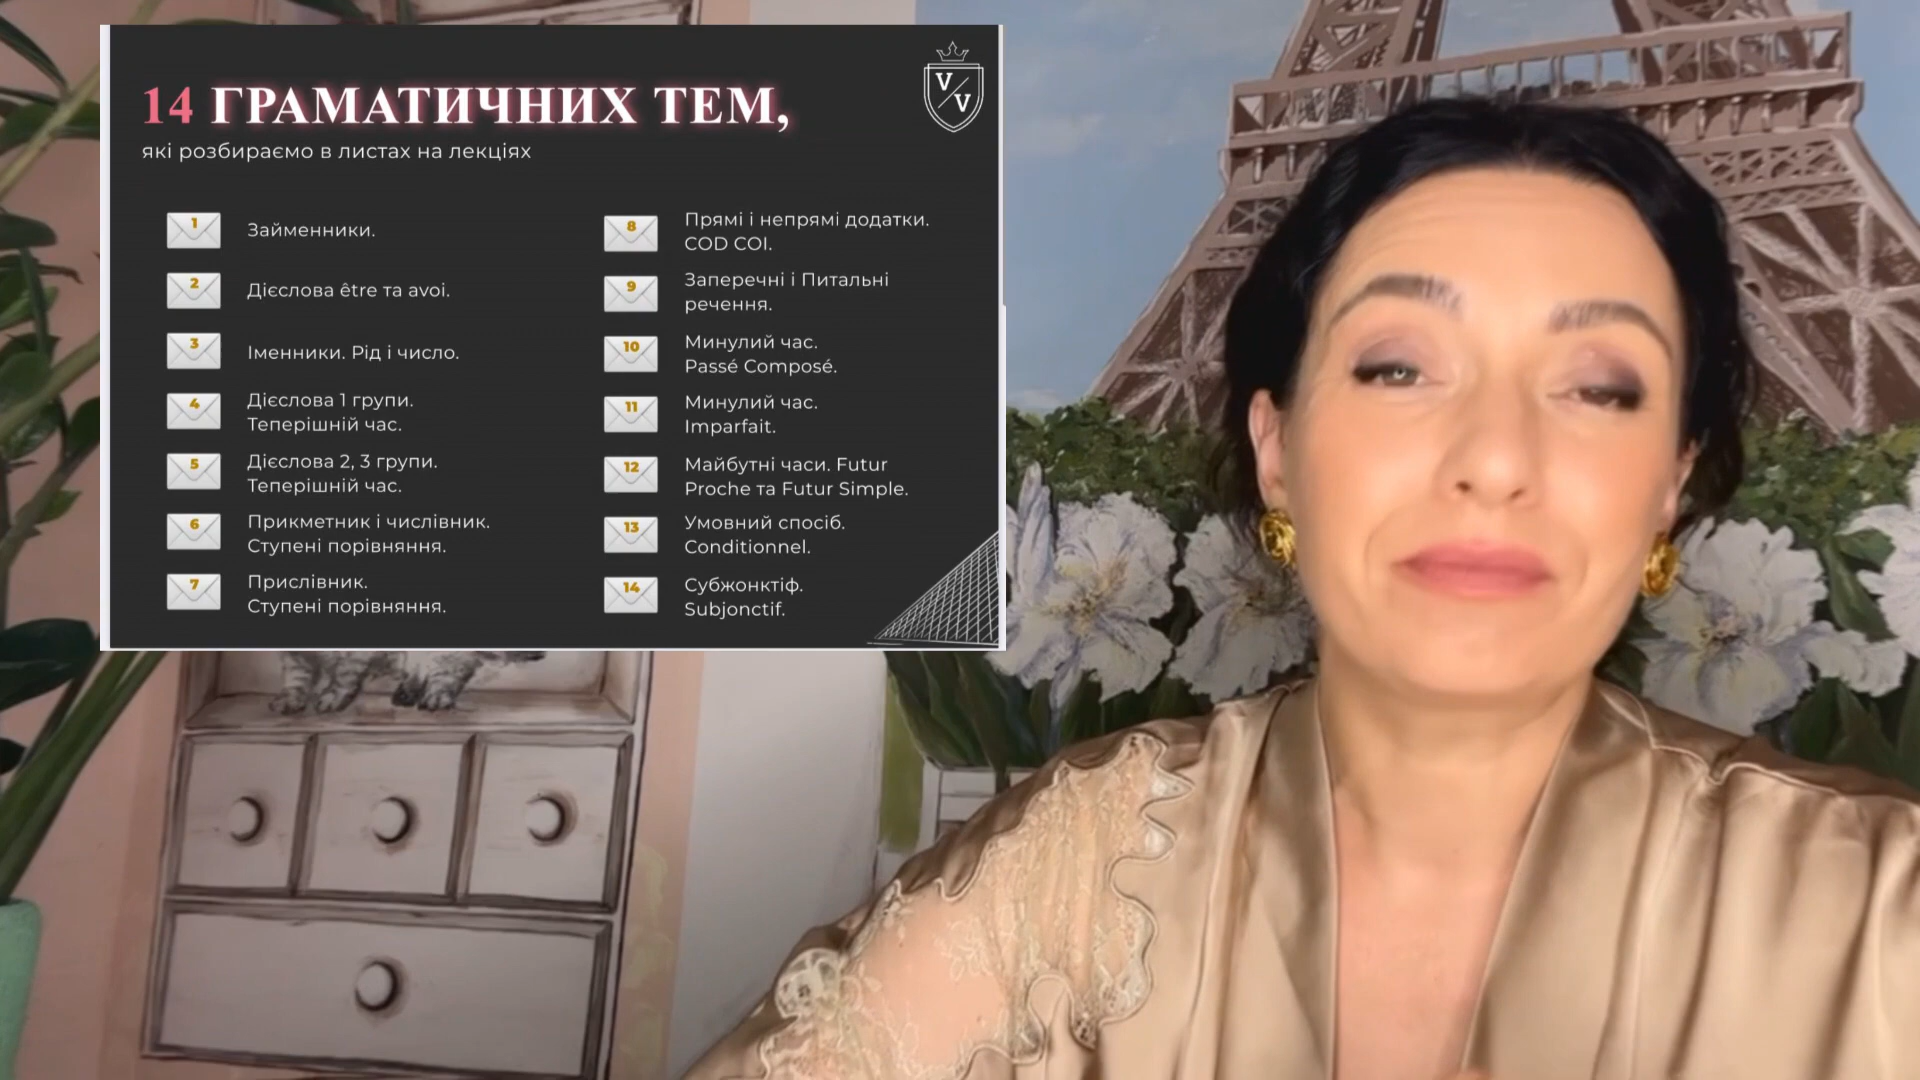 14 ГРАМАТИЧНИХ ТЕМ,
які розбираємо в листах на лекціях
V
V
1
Займенники.
2
Дієслова être та avoi.
3
Іменники. Рід і число.
4
Дієслова 1 групи.
Теперішній час.
5
Дієслова 2, 3 групи.
Теперішній час.
6
Прикметник і числівник.
Ступені порівняння.
7
Прислівник.
Ступені порівняння.
8
Прямі і непрямі додатки.
COD COI.
9
Заперечні і Питальні
речення.
10
Минулий час.
Passé Composé.
11
Минулий час.
Imparfait.
12
Майбутні часи. Futur
Proche та Futur Simple.
13
Умовний спосіб.
Conditionnel.
14
Субжонктіф.
Subjonctif.